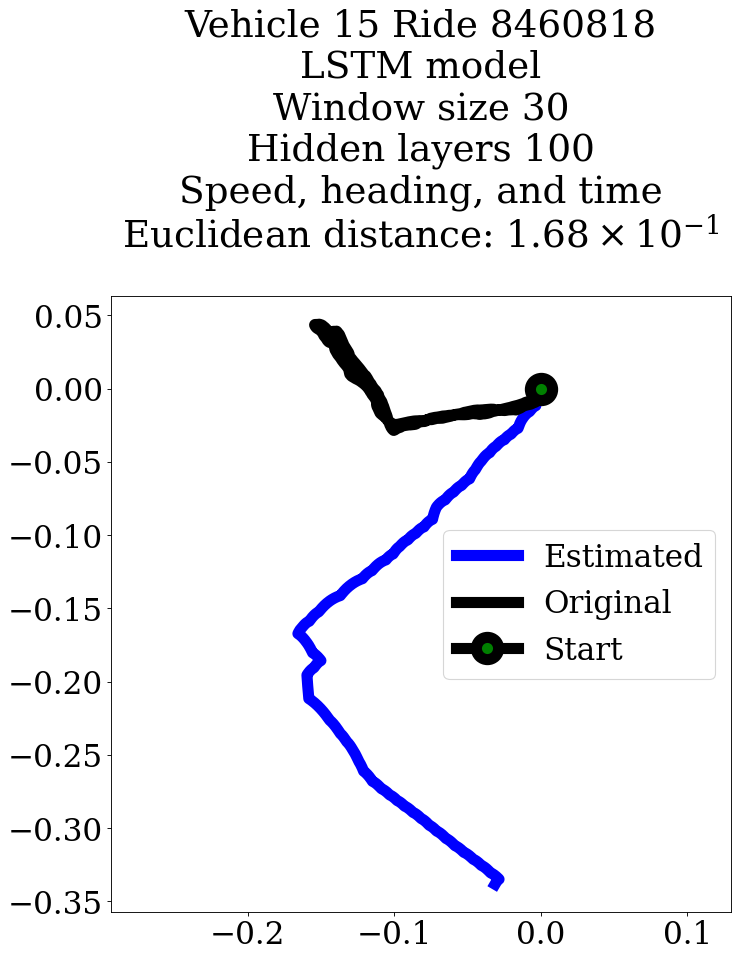 Vehicle 15 Ride 8460818
LSTM model
Window size 30
Hidden layers 100
Speed, heading, and time
Euclidean distance: 1.68 × 10⁻¹
0.05
0.00
−0.05
−0.10
−0.15
−0.20
−0.25
−0.30
−0.35
Estimated
Original
Start
−0.2 −0.1 0.0 0.1